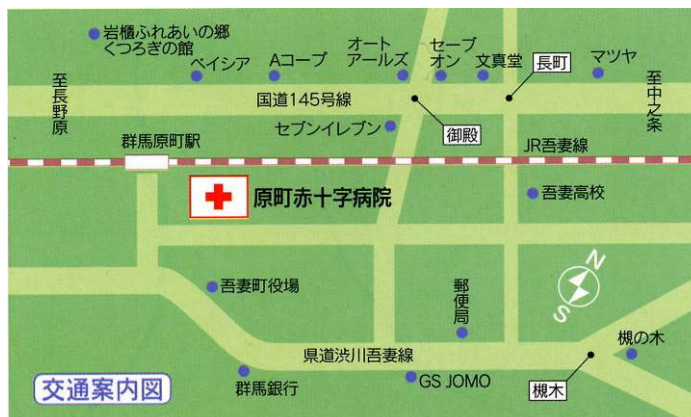 岩櫃ふれあいの郷
くつろぎの館
ベイシア
Aコープ
オート
アールズ
セーブ
オン
文真堂
長町
マツヤ
至長野原
国道145号線
至中之条
セブンイレブン
御殿
群馬原町駅
JR吾妻線
原町赤十字病院
吾妻高校
吾妻町役場
郵便局
N
S
県道渋川吾妻線
槻の木
群馬銀行
GS JOMO
槻木
交通案内図